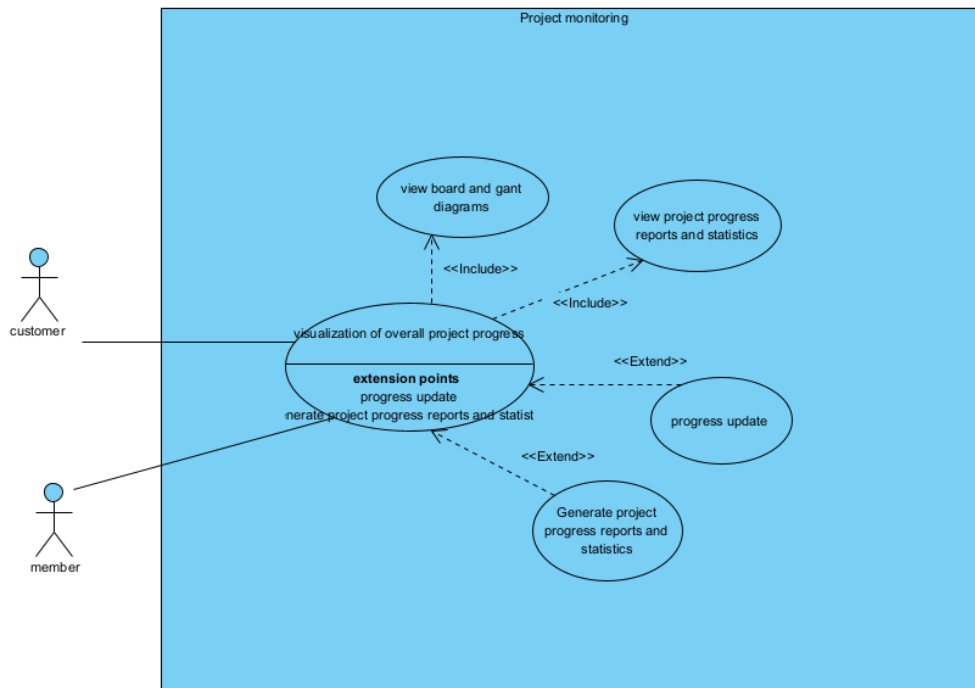 Project monitoring
view board and gant
diagrams
view project progress
reports and statistics
<<Include>>
<<Include>>
customer
visualization of overall project progress
extension points
progress update
enerate project progress reports and statist
<<Extend>>
progress update
<<Extend>>
Generate project
progress reports and
statistics
member